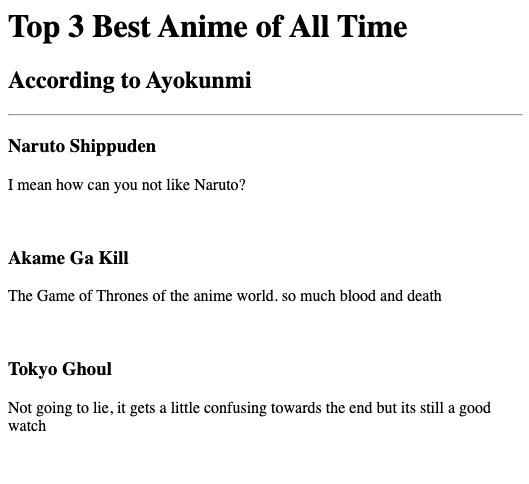 Top 3 Best Anime of All Time
According to Ayokunmi
Naruto Shippuden
I mean how can you not like Naruto?
Akame Ga Kill
The Game of Thrones of the anime world. so much blood and death
Tokyo Ghoul
Not going to lie, it gets a little confusing towards the end but its still a good
watch